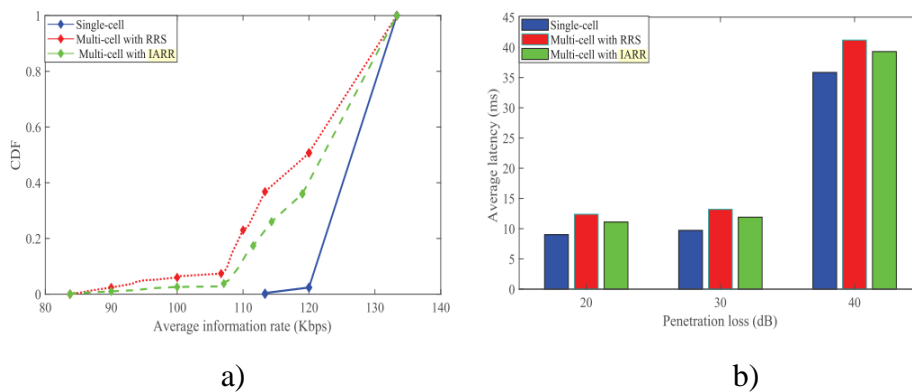 Single-cell
Multi-cell with RRS
Multi-cell with IARR
CDF
1
0.8
0.6
0.4
0.2
0
80 90 100 110 120 130 140
Average information rate (Kbps)
a)
Single-cell
Multi-cell with RRS
Multi-cell with IARR
Average latency (ms)
45
40
35
30
25
20
15
10
5
0
20 30 40
Penetration loss (dB)
b)